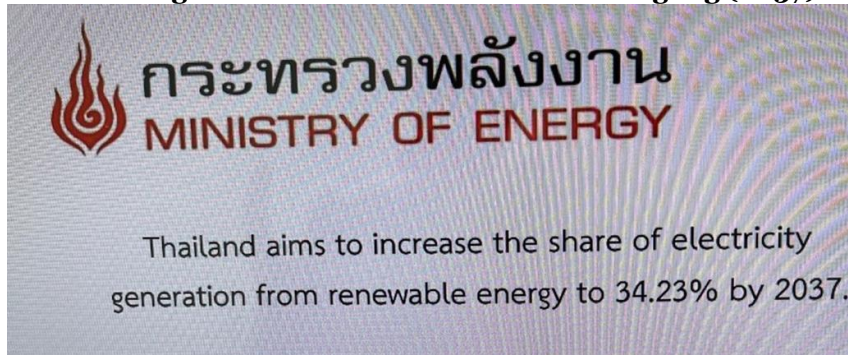 กระทรวงพลังงาน
MINISTRY OF ENERGY
Thailand aims to increase the share of electricity
generation from renewable energy to 34.23% by 2037.